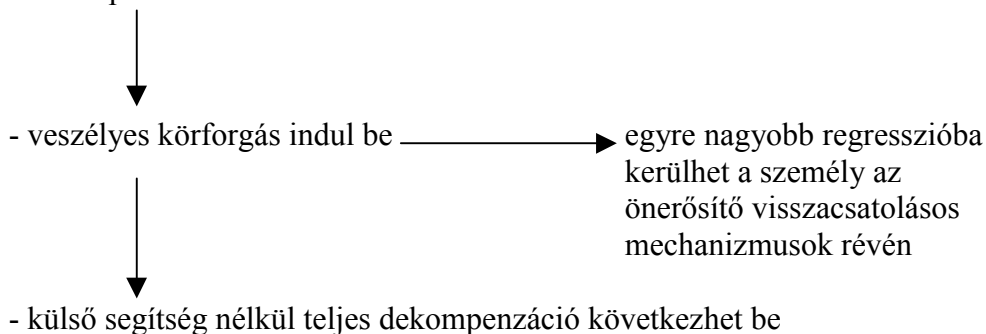 - veszélyes körforgás indul be
egyre nagyobb regresszióba
kerülhet a személy az
önerősítő visszacsatolásos
mechanizmusok révén
- külső segítség nélkül teljes dekompenzáció következhet be